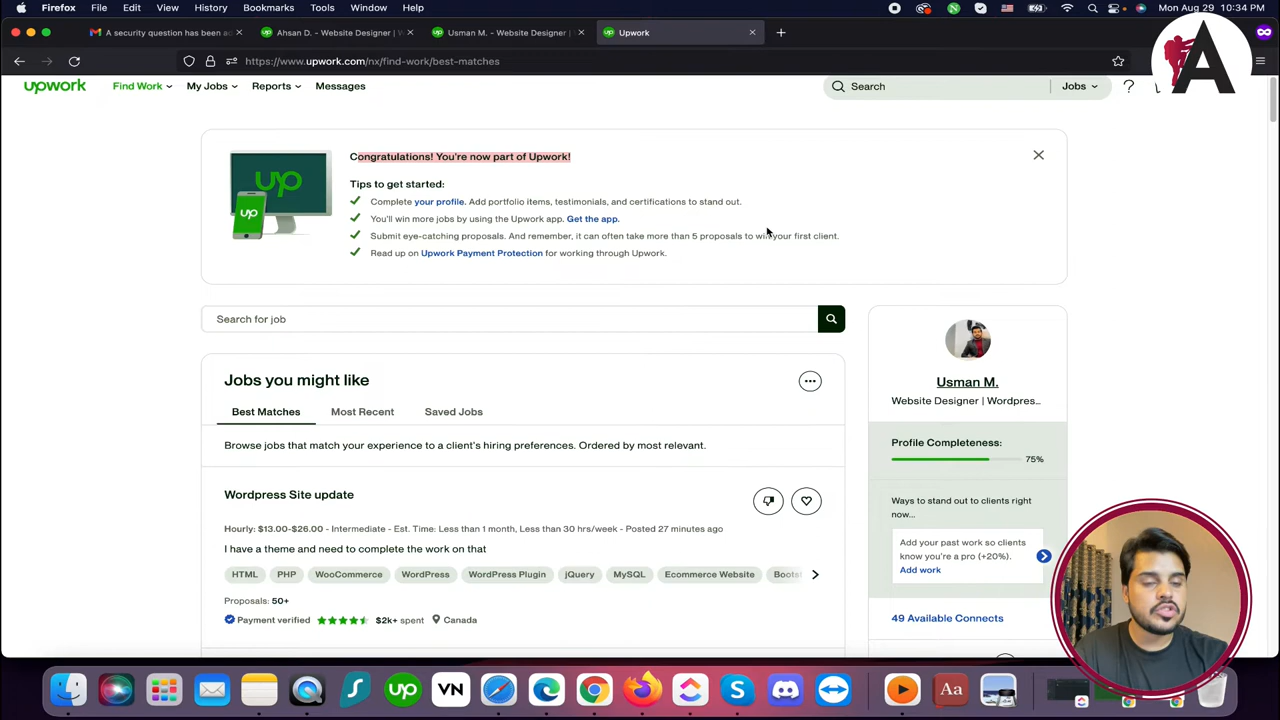 Firefox File Edit View History Bookmarks Tools Window Help Mon Aug 29 10:34 PM
A security question has been ad Ahsan D. - Website Designer | W Usman M. - Website Designer | Upwork
https://www.upwork.com/nx/find-work/best-matches
A
upwork Find Work My Jobs Reports Messages Search Jobs
up
up
Congratulations! You're now part of Upwork!
Tips to get started:
Complete your profile. Add portfolio items, testimonials, and certifications to stand out.
You'll win more jobs by using the Upwork app. Get the app.
Submit eye-catching proposals. And remember, it can often take more than 5 proposals to win your first client.
Read up on Upwork Payment Protection for working through Upwork.
Search for job
Jobs you might like
Best Matches Most Recent Saved Jobs
Browse jobs that match your experience to a client's hiring preferences. Ordered by most relevant.
Wordpress Site update
Hourly: $13.00-$26.00 - Intermediate - Est. Time: Less than 1 month, Less than 30 hrs/week - Posted 27 minutes ago
I have a theme and need to complete the work on that
HTML PHP WooCommerce WordPress WordPress Plugin jQuery MySQL Ecommerce Website Boots
Proposals: 50+
Payment verified $2k+ spent Canada
Usman M.
Website Designer | Wordpres...
Profile Completeness:
75%
Ways to stand out to clients right
now...
Add your past work so clients
know you're a pro (+20%).
Add work
49 Available Connects
up VN Aa